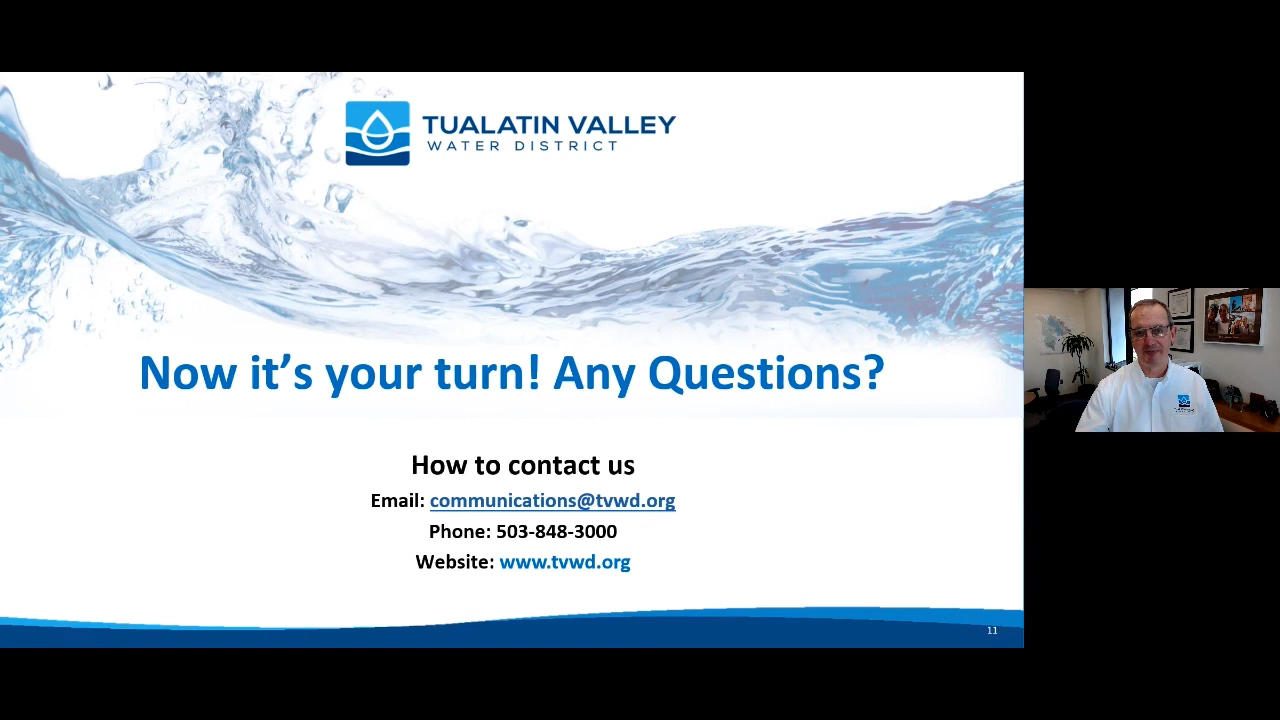 TUALATIN VALLEY
WATER DISTRICT
Now it's your turn! Any Questions?
How to contact us
Email: communications@tvwd.org
Phone: 503-848-3000
Website: www.tvwd.org
11